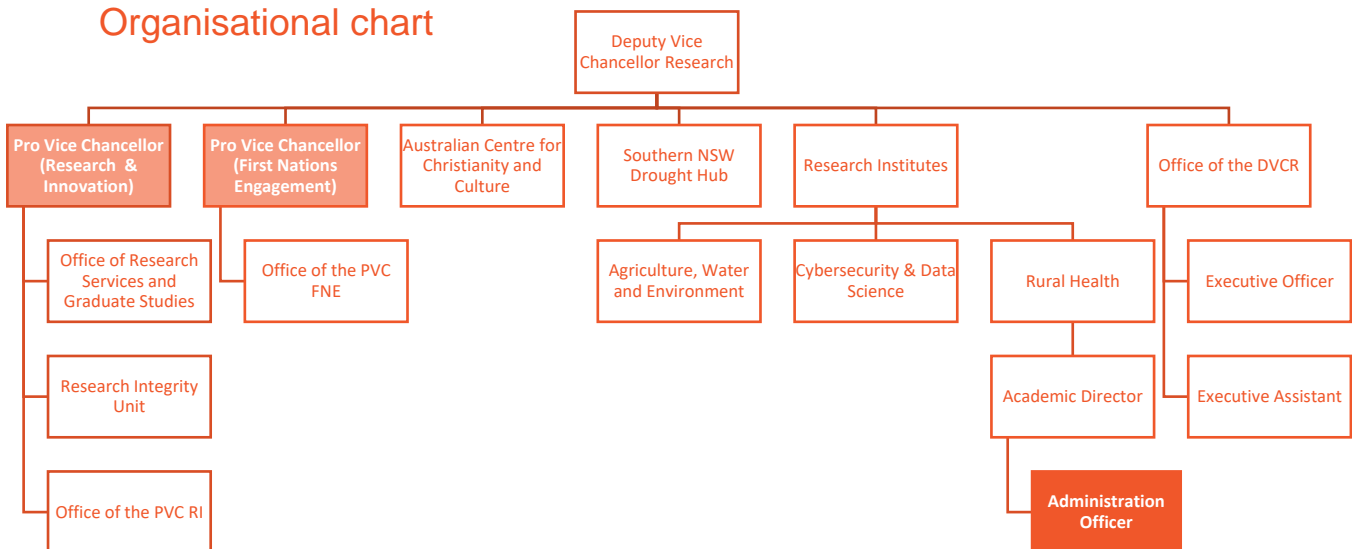 Organisational chart
Deputy Vice
Chancellor Research
Pro Vice Chancellor
(Research & 
Innovation)
Pro Vice Chancellor
(First Nations
Engagement)
Australian Centre for
Christianity and
Culture
Southern NSW
Drought Hub
Research Institutes
Office of the DVCR
Office of Research
Services and
Graduate Studies
Office of the PVC
FNE
Agriculture, Water
and Environment
Cybersecurity & Data
Science
Rural Health
Executive Officer
Research Integrity
Unit
Academic Director
Executive Assistant
Office of the PVC RI
Administration
Officer